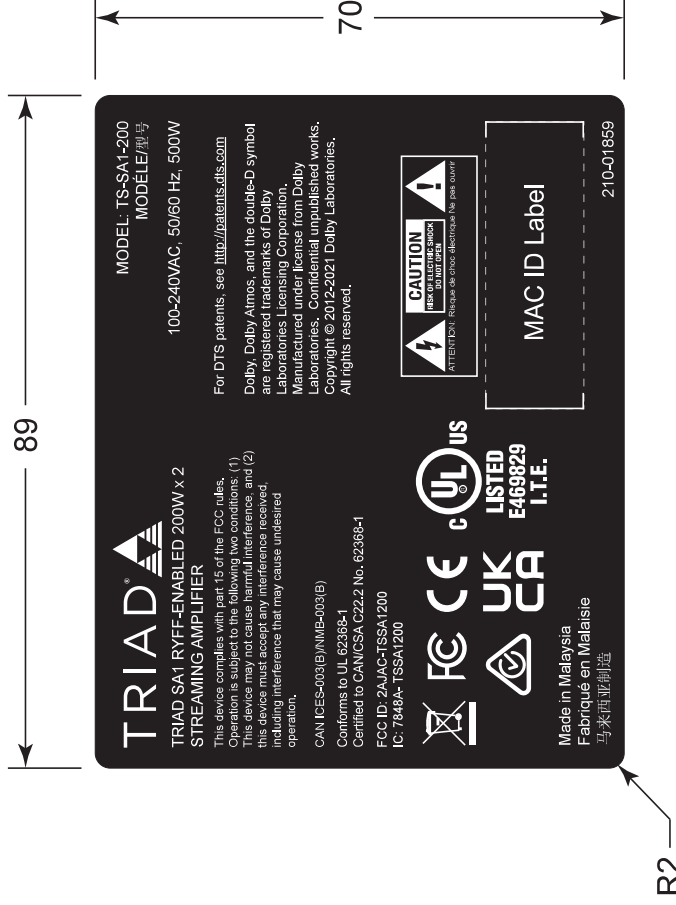 89
70
R2
TRIAD®
TRIAD SA1 RYFF-ENABLED 200W x 2
STREAMING AMPLIFIER
This device complies with part 15 of the FCC rules.
Operation is subject to the following two conditions: (1)
This device may not cause harmful interference, and (2)
this device must accept any interference received,
including interference that may cause undesired
operation.
CAN ICES-003(B)/NMB-003(B)
Conforms to UL 62368-1
Certified to CAN/CSA C22.2 No. 62368-1
FCC ID: 2AJAC-TSSA1200
IC: 7848A- TSSA1200
FC CE
UK
CA
C UL US
LISTED
E469829
I.T.E.
Made in Malaysia
Fabriqué en Malaisie
马来西亚制造
MODEL: TS-SA1-200
MODÈLE/型号
100-240VAC, 50/60 Hz, 500W
For DTS patents, see http://patents.dts.com
Dolby, Dolby Atmos, and the double-D symbol
are registered trademarks of Dolby
Laboratories Licensing Corporation.
Manufactured under license from Dolby
Laboratories. Confidential unpublished works.
Copyright © 2012-2021 Dolby Laboratories.
All rights reserved.
CAUTION
RISK OF ELECTRIC SHOCK
DO NOT OPEN
ATTENTION: Risque de choc électrique Ne pas ouvrir
MAC ID Label
210-01859